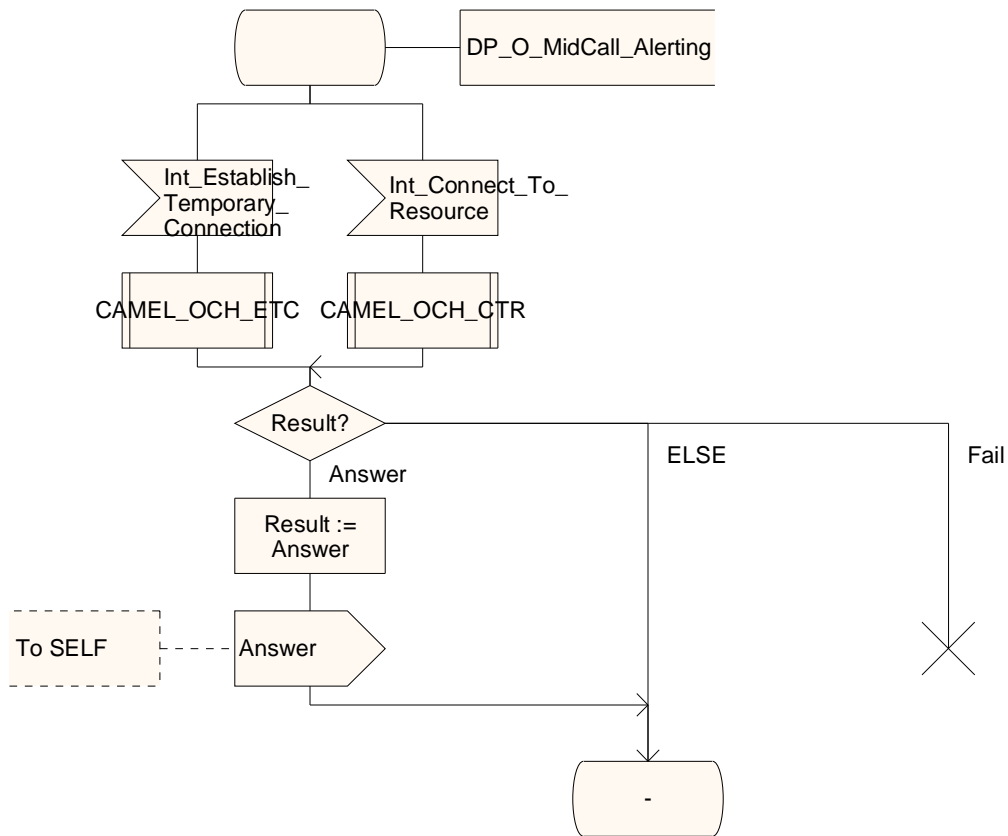 DP_O_MidCall_Alerting
Int_Establish_
Temporary_
Connection
Int_Connect_To_
Resource
CAMEL_OCH_ETC
CAMEL_OCH_CTR
Result?
ELSE
Fail
Answer
Result :=
Answer
To SELF
Answer
-